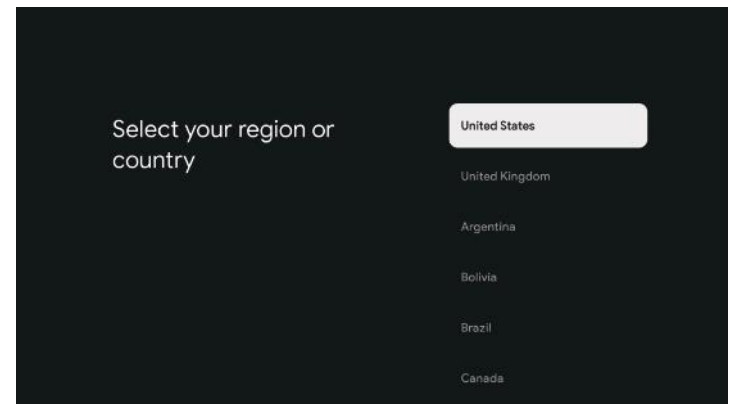 Select your region or
country
United States
United Kingdom
Argentina
Bolivia
Brazil
Canada